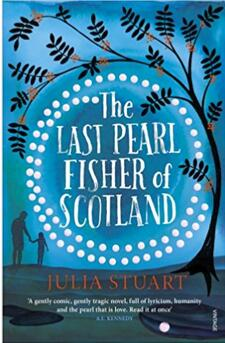 The
LAST PEARL
FISHER of
SCOTLAND
JULIA STUART
'A gently comic, gently tragic novel, full of lyricism, humanity
and the pearl that is love. Read it at once'
A.L. KENNEDY
VINTAGE